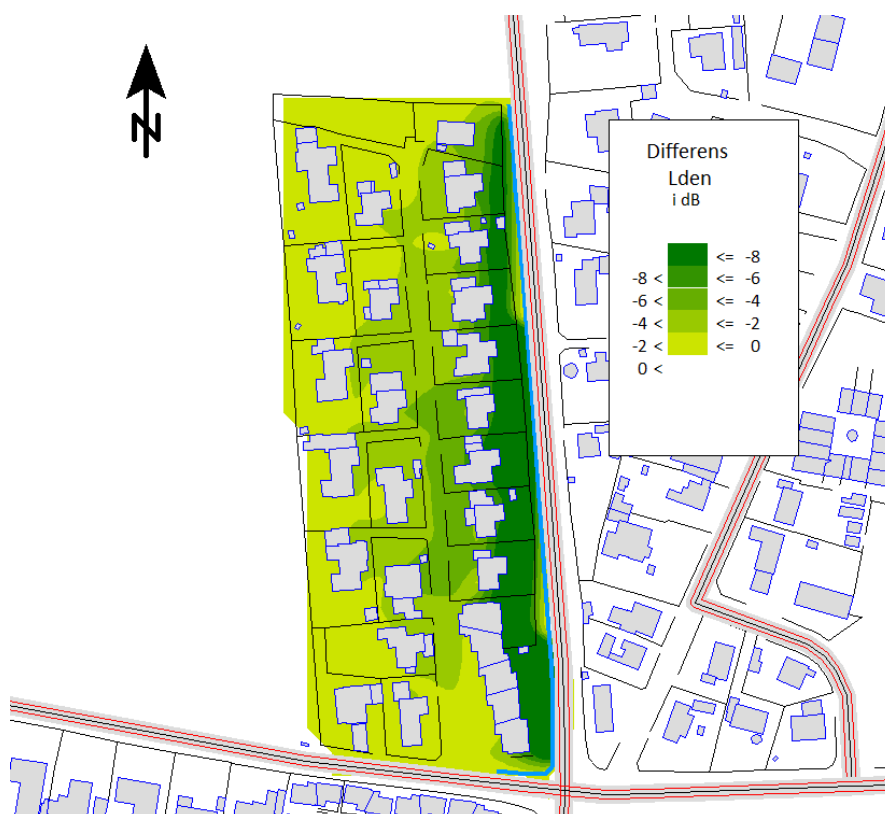 N
Differens
Lden
i dB
<= -8
-8 < <= -6
-6 < <= -4
-4 < <= -2
-2 < <= 0
0 <